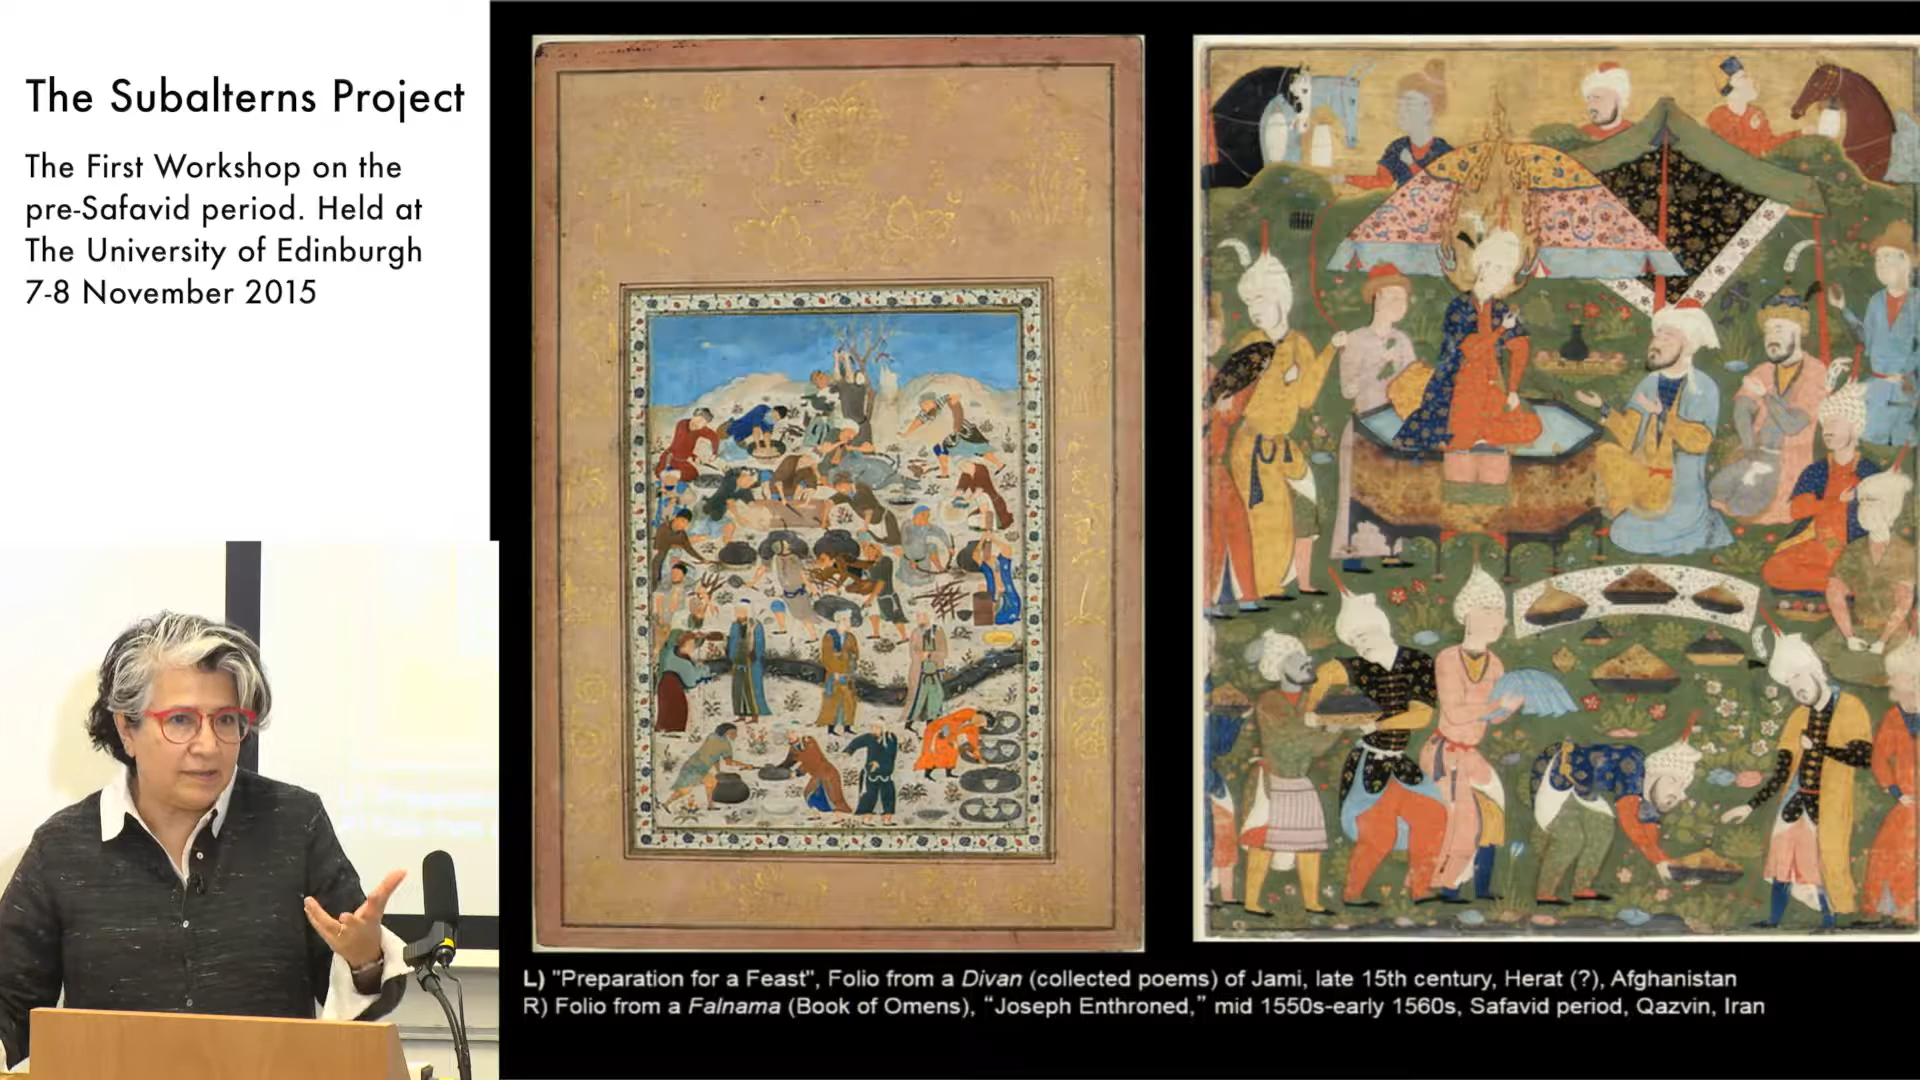 The Subalterns Project
The First Workshop on the
pre-Safavid period. Held at
The University of Edinburgh
7-8 November 2015
L) "Preparation for a Feast", Folio from a Divan (collected poems) of Jami, late 15th century, Herat (?), Afghanistan
R) Folio from a Falnama (Book of Omens), “Joseph Enthroned,” mid 1550s-early 1560s, Safavid period, Qazvin, Iran